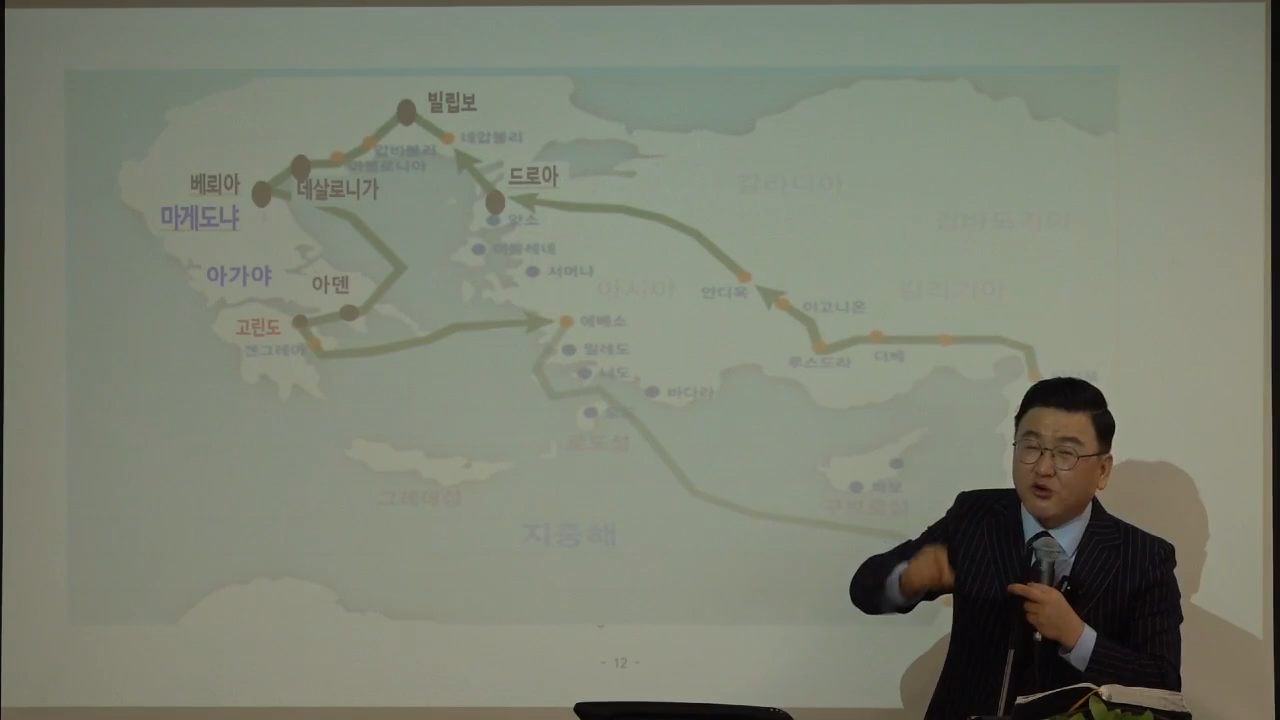 빌립보
네압볼리
암비볼리
아볼로니아
베뢰아
데살로니가
드로아
갈라디아
마게도냐
앗소
갑바도기아
아가야
서머나
아시아
아덴
안디옥
이고니온
고린도
에베소
겐그레아
밀레도
루스드라
더베
바다라
로도섬
그레데섬
바보
구브로섬
지중해
- 12 -